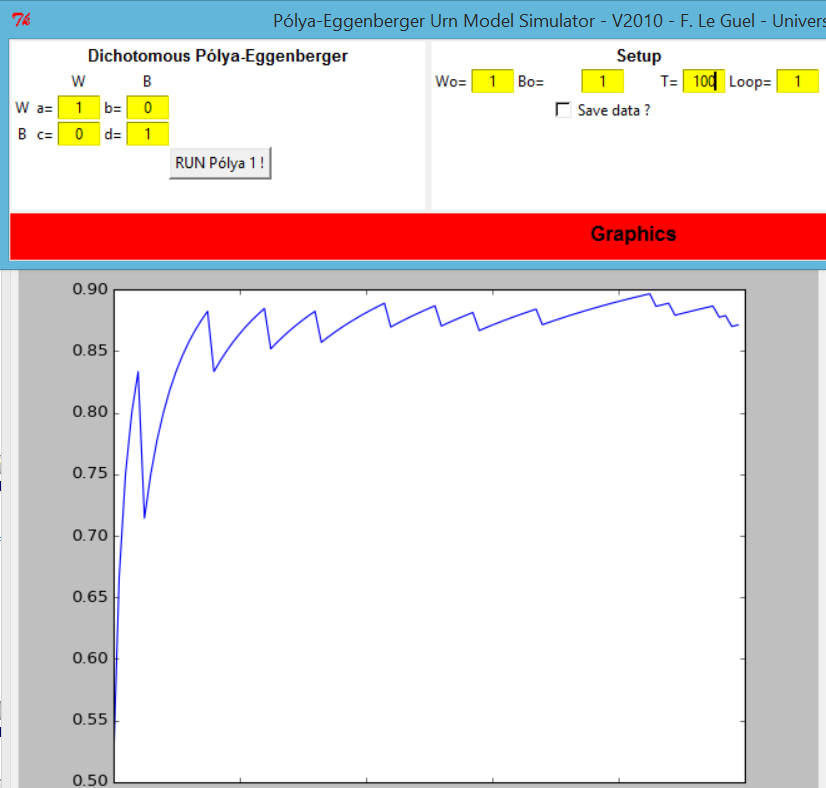 Pólya-Eggenberger Urn Model Simulator - V2010 - F. Le Guel - Univers
Dichotomous Pólya-Eggenberger
W B
W a= 1 b= 0
B c= 0 d= 1
RUN Pólya 1 !
Setup
Wo= 1 Bo= 1 T= 100 Loop= 1
Save data ?
Graphics
0.90
0.85
0.80
0.75
0.70
0.65
0.60
0.55
0.50